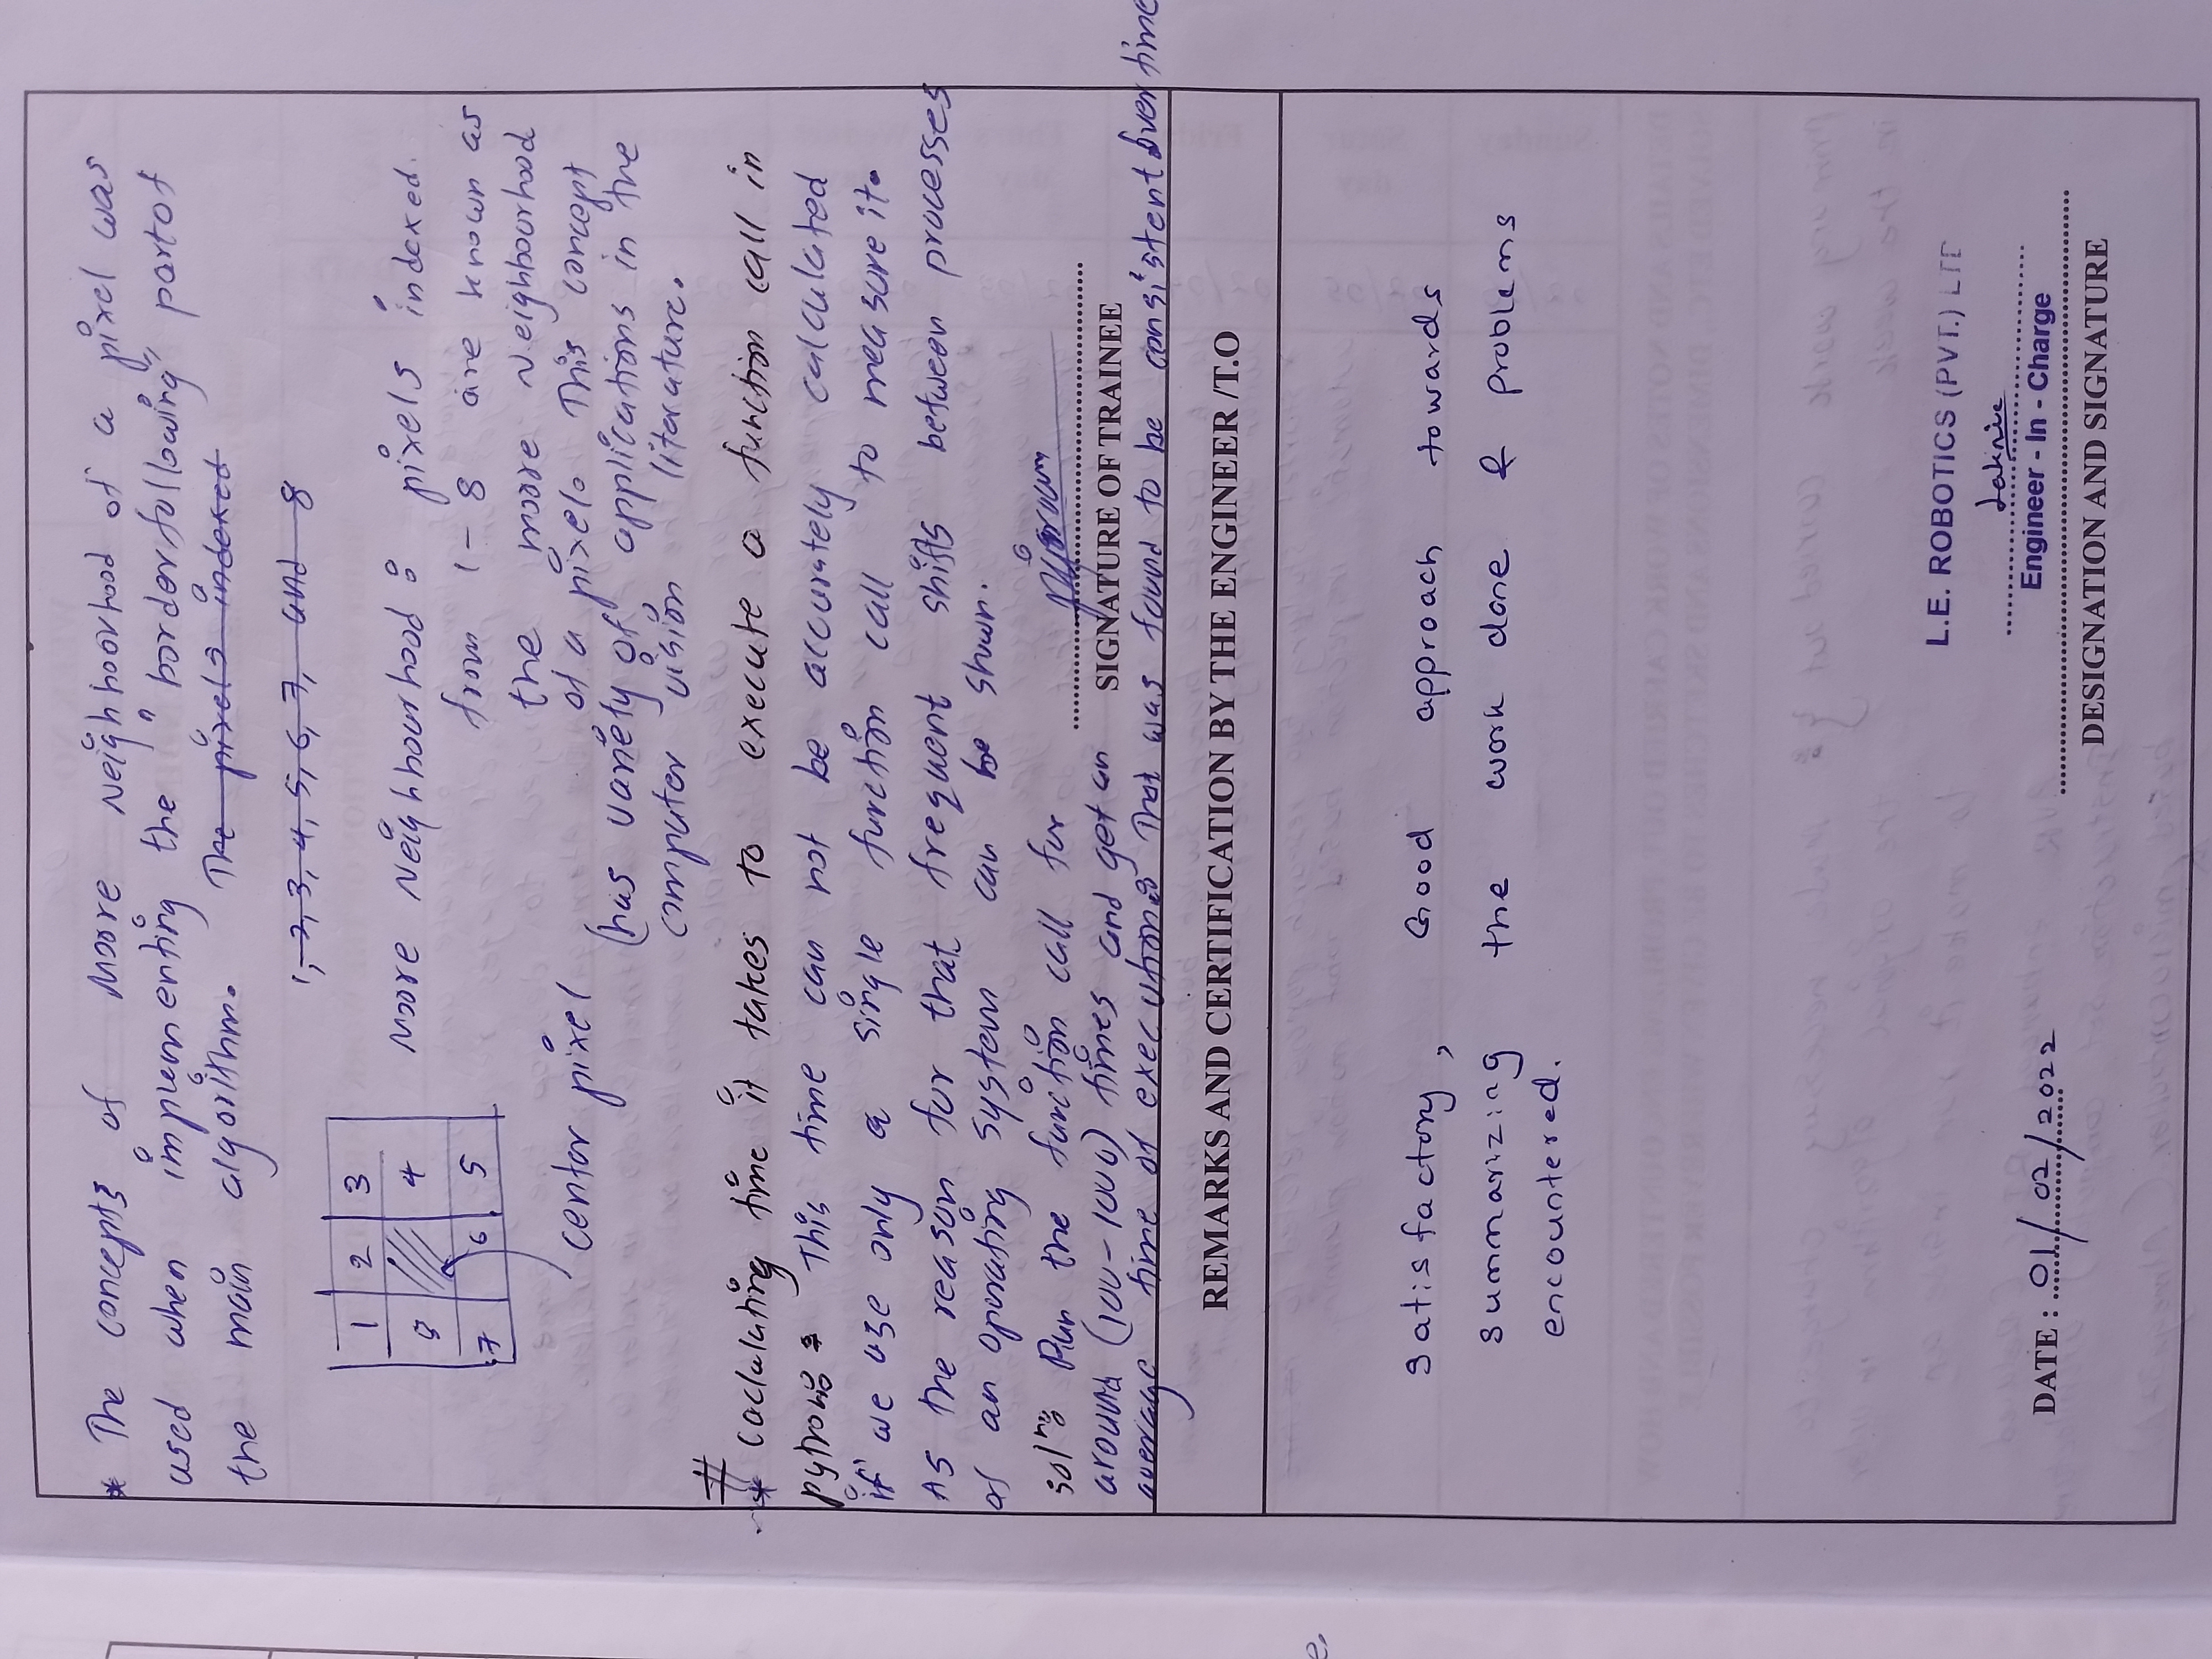 * The concepts of Moore Neighboorhood of a pixel was
used when implementing the "border following" part of
the main algorithm. The pixels indexed
1, 2, 3, 4, 5, 6, 7, and 8
1 2 3
8 4
7 6 5
center pixel
Moore Neighbourhood : pixels indexed.
from 1-8 are known as
the moore Neighbourhood
of a pixel. This concept
has variety of applications in the
computer vision literature.
#
* Caclulating time it takes to execute a function call in
pytron : This time can not be accurately calculated
if we use only a single function call to measure it.
As the reason for that frequent shifts between processes
of an operating system can be shown.
soln: Run the function call for
around (100-1000) times and get an
average time of execution. That was found to be consistent over time
SIGNATURE OF TRAINEE
REMARKS AND CERTIFICATION BY THE ENGINEER /T.O
Satisfactory, Good approach towards
summarizing the work done & problems
encountered.
L.E. ROBOTICS (PVT.) LTD
Engineer - In - Charge
DATE : 01/02/2022
DESIGNATION AND SIGNATURE